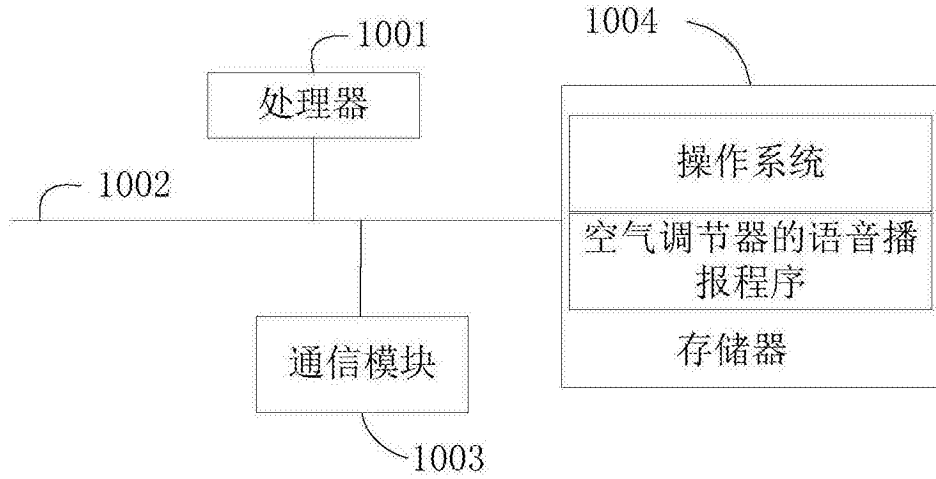 1001
1004
处理器
操作系统
1002
空气调节器的语音播
报程序
通信模块
存储器
1003